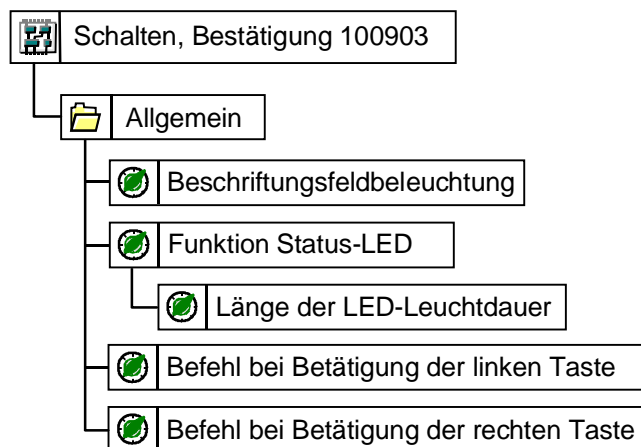 Schalten, Bestätigung 100903
Allgemein
Beschriftungsfeldbeleuchtung
Funktion Status-LED
Länge der LED-Leuchtdauer
Befehl bei Betätigung der linken Taste
Befehl bei Betätigung der rechten Taste